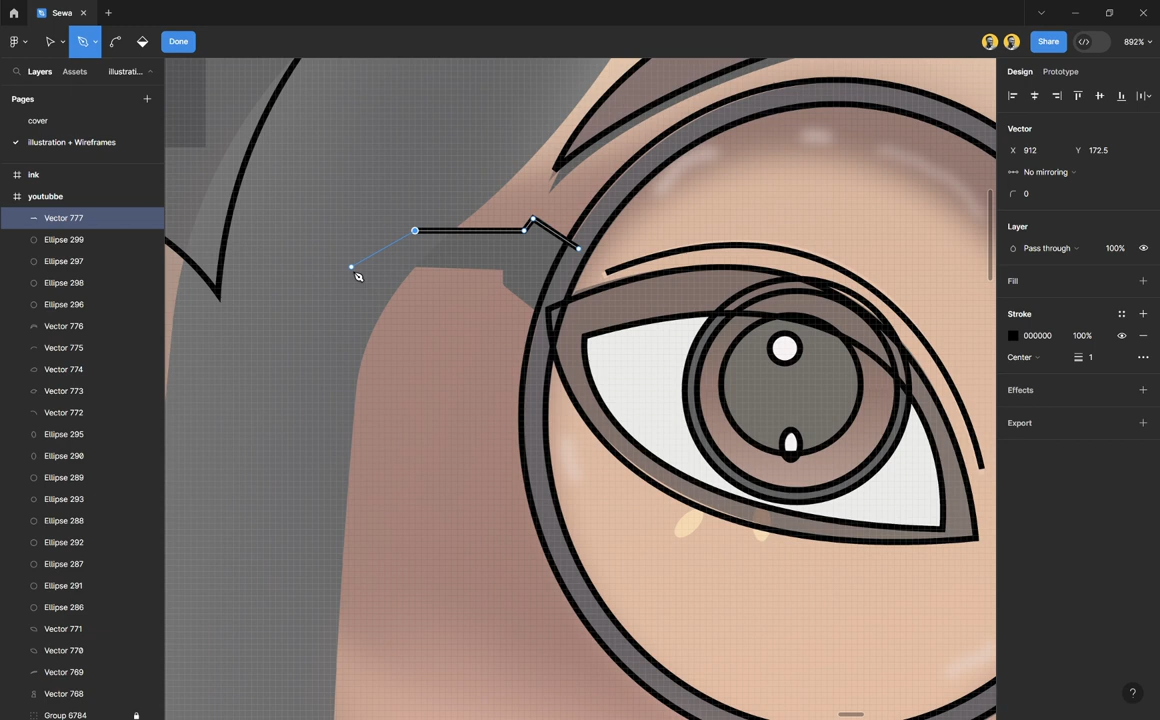 Sewa
Done
Share
892%
Layers
Assets
illustrati...
Pages
cover
illustration + Wireframes
ink
youtubbe
Vector 777
Ellipse 299
Ellipse 297
Ellipse 298
Ellipse 296
Vector 776
Vector 775
Vector 774
Vector 773
Vector 772
Ellipse 295
Ellipse 290
Ellipse 289
Ellipse 293
Ellipse 288
Ellipse 292
Ellipse 287
Ellipse 291
Ellipse 286
Vector 771
Vector 770
Vector 769
Vector 768
Group 6784
Design
Prototype
Vector
X 912
Y 172.5
No mirroring
0
Layer
Pass through
100%
Fill
Stroke
000000
100%
Center
1
Effects
Export
?